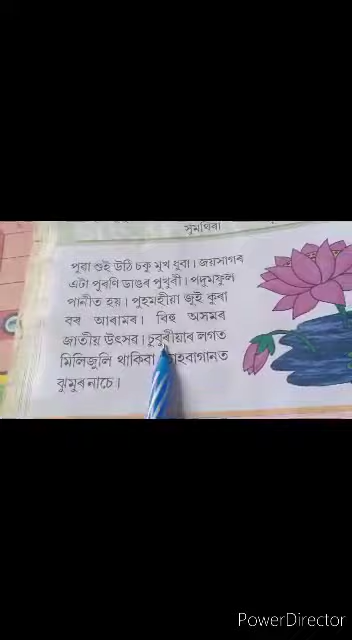 সুমথিৰা
পুৱা শুই উঠি চকু মুখ ধুবা। জয়সাগৰ
এটা পুৰণি ডাঙৰ পুখুৰী। পদুমফুল
পানীত হয়। পুহমহীয়া জুই কুৰা
বৰ আৰামৰ। বিহু অসমৰ
জাতীয় উৎসৱ। চুবুৰীয়াৰ লগত
মিলিজুলি থাকিবা
ঝুমুৰ নাচে।
PowerDirector